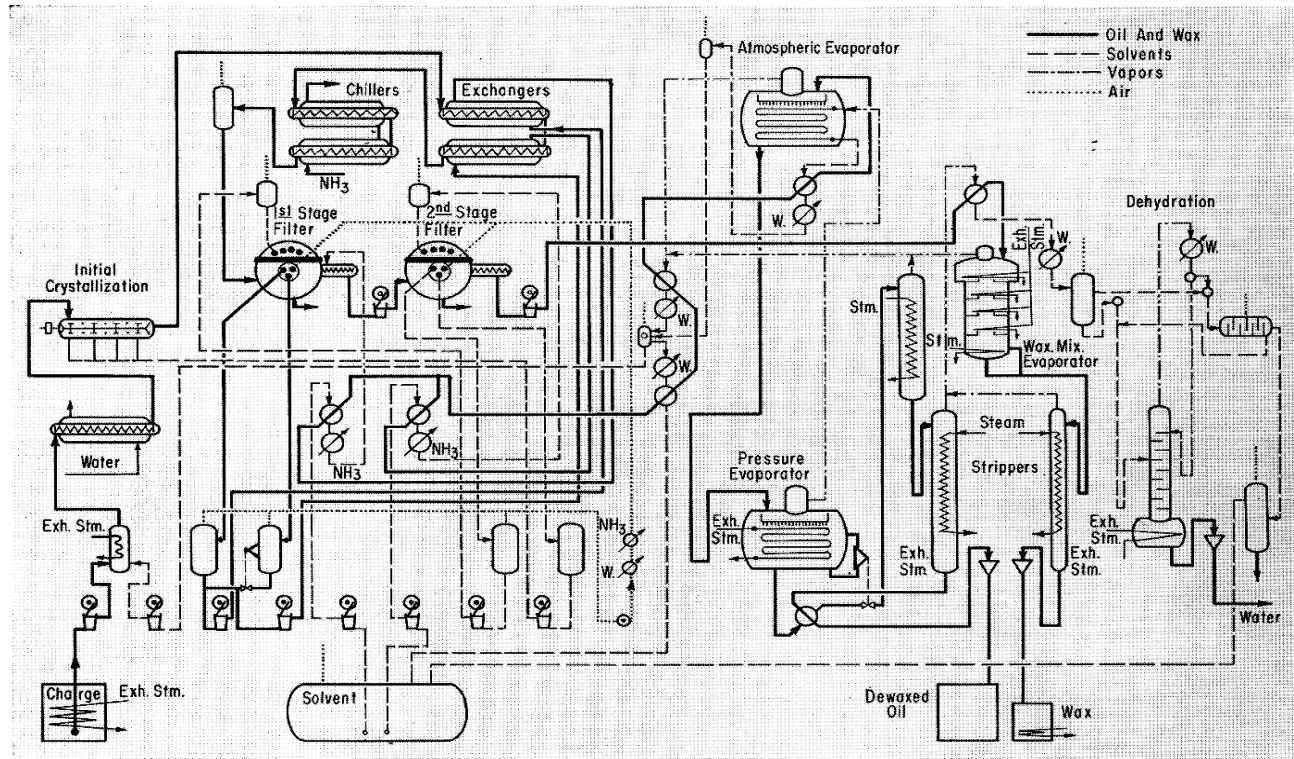 Atmospheric Evaporator
Oil And Wax
Solvents
Vapors
Air
Chillers
Exchangers
NH3
1st Stage
Filter
2nd Stage
Filter
W.
Dehydration
Exh.
Stm.
W.
W.
Initial
Crystallization
W.
Stm.
Stm.
Wax. Mix.
Evaporator
W.
NH3
NH3
Water
Steam
Strippers
Pressure
Evaporator
Exh. Stm.
NH3
W.
Exh.
Stm.
Exh.
Stm.
Exh.
Stm.
Exh.
Stm.
Water
Charge
Exh. Stm.
Solvent
Dewaxed
Oil
Wax